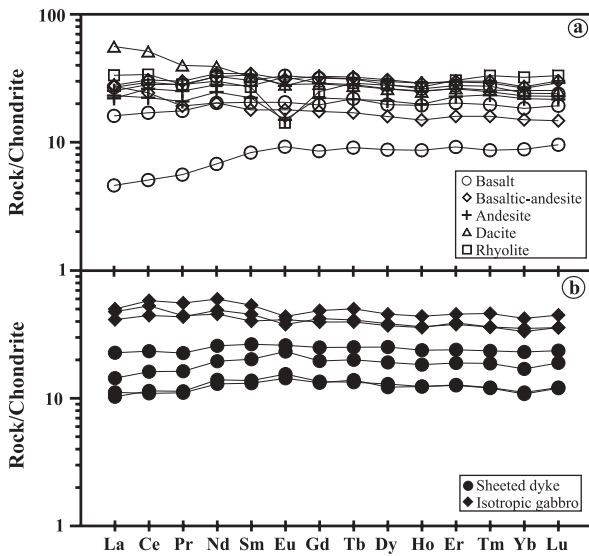 100
a
Rock/Chondrite
10
Basalt
Basaltic-andesite
Andesite
Dacite
Rhyolite
1
b
Rock/Chondrite
10
Sheeted dyke
Isotropic gabbro
1
La Ce Pr Nd Sm Eu Gd Tb Dy Ho Er Tm Yb Lu